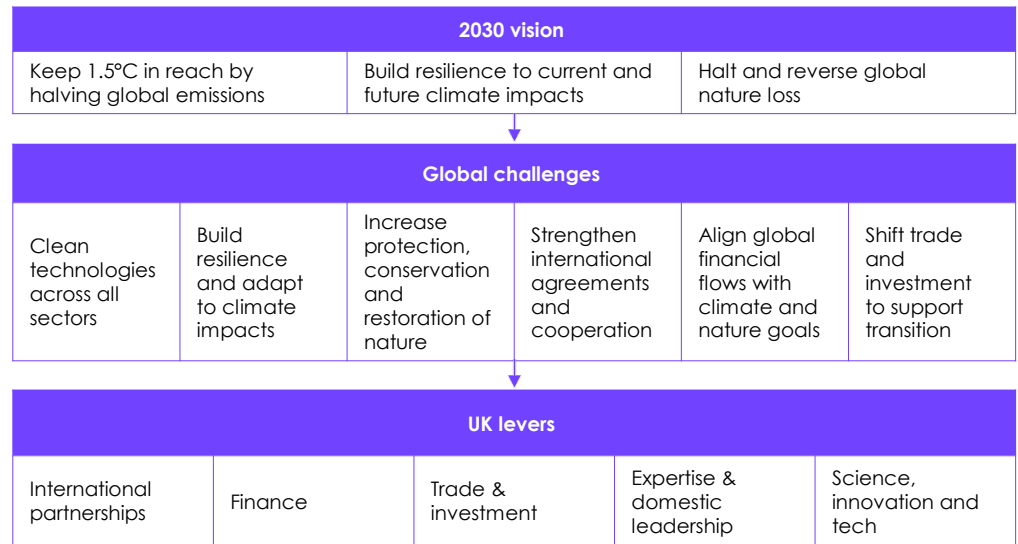 2030 vision
Keep 1.5°C in reach by
halving global emissions
Build resilience to current and
future climate impacts
Halt and reverse global
nature loss
Global challenges
Clean
technologies
across all
sectors
Build
resilience
and adapt
to climate
impacts
Increase
protection,
conservation
and
restoration of
nature
Strengthen
international
agreements
and
cooperation
Align global
financial
flows with
climate and
nature goals
Shift trade
and
investment
to support
transition
UK levers
International
partnerships
Finance
Trade &
investment
Expertise &
domestic
leadership
Science,
innovation and
tech